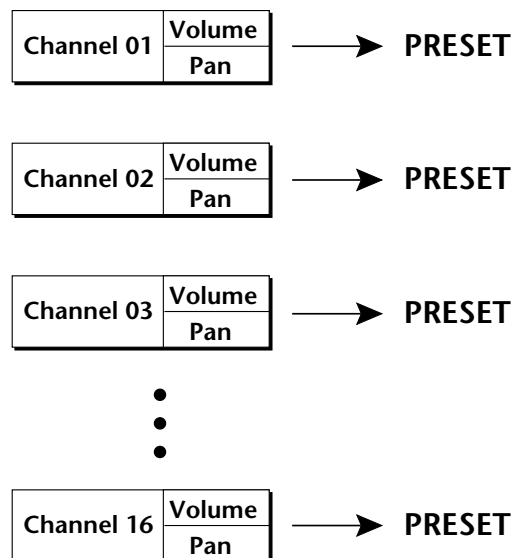 Channel 01 Volume PRESET
Pan
Channel 02 Volume PRESET
Pan
Channel 03 Volume PRESET
Pan
Channel 16 Volume PRESET
Pan